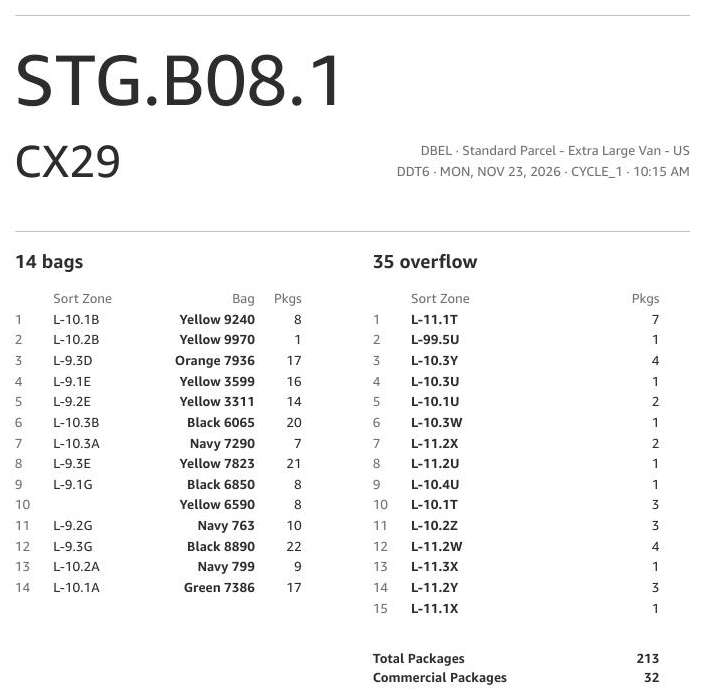 STG.B08.1
CX29
DBEL · Standard Parcel - Extra Large Van - US
DDT6 · MON, NOV 23, 2026 · CYCLE_1 · 10:15 AM
14 bags
Sort Zone Bag Pkgs
1 L-10.1B Yellow 9240 8
2 L-10.2B Yellow 9970 1
3 L-9.3D Orange 7936 17
4 L-9.1E Yellow 3599 16
5 L-9.2E Yellow 3311 14
6 L-10.3B Black 6065 20
7 L-10.3A Navy 7290 7
8 L-9.3E Yellow 7823 21
9 L-9.1G Black 6850 8
10 Yellow 6590 8
11 L-9.2G Navy 763 10
12 L-9.3G Black 8890 22
13 L-10.2A Navy 799 9
14 L-10.1A Green 7386 17
35 overflow
Sort Zone Pkgs
1 L-11.1T 7
2 L-99.5U 1
3 L-10.3Y 4
4 L-10.3U 1
5 L-10.1U 2
6 L-10.3W 1
7 L-11.2X 2
8 L-11.2U 1
9 L-10.4U 1
10 L-10.1T 3
11 L-10.2Z 3
12 L-11.2W 4
13 L-11.3X 1
14 L-11.2Y 3
15 L-11.1X 1
Total Packages 213
Commercial Packages 32